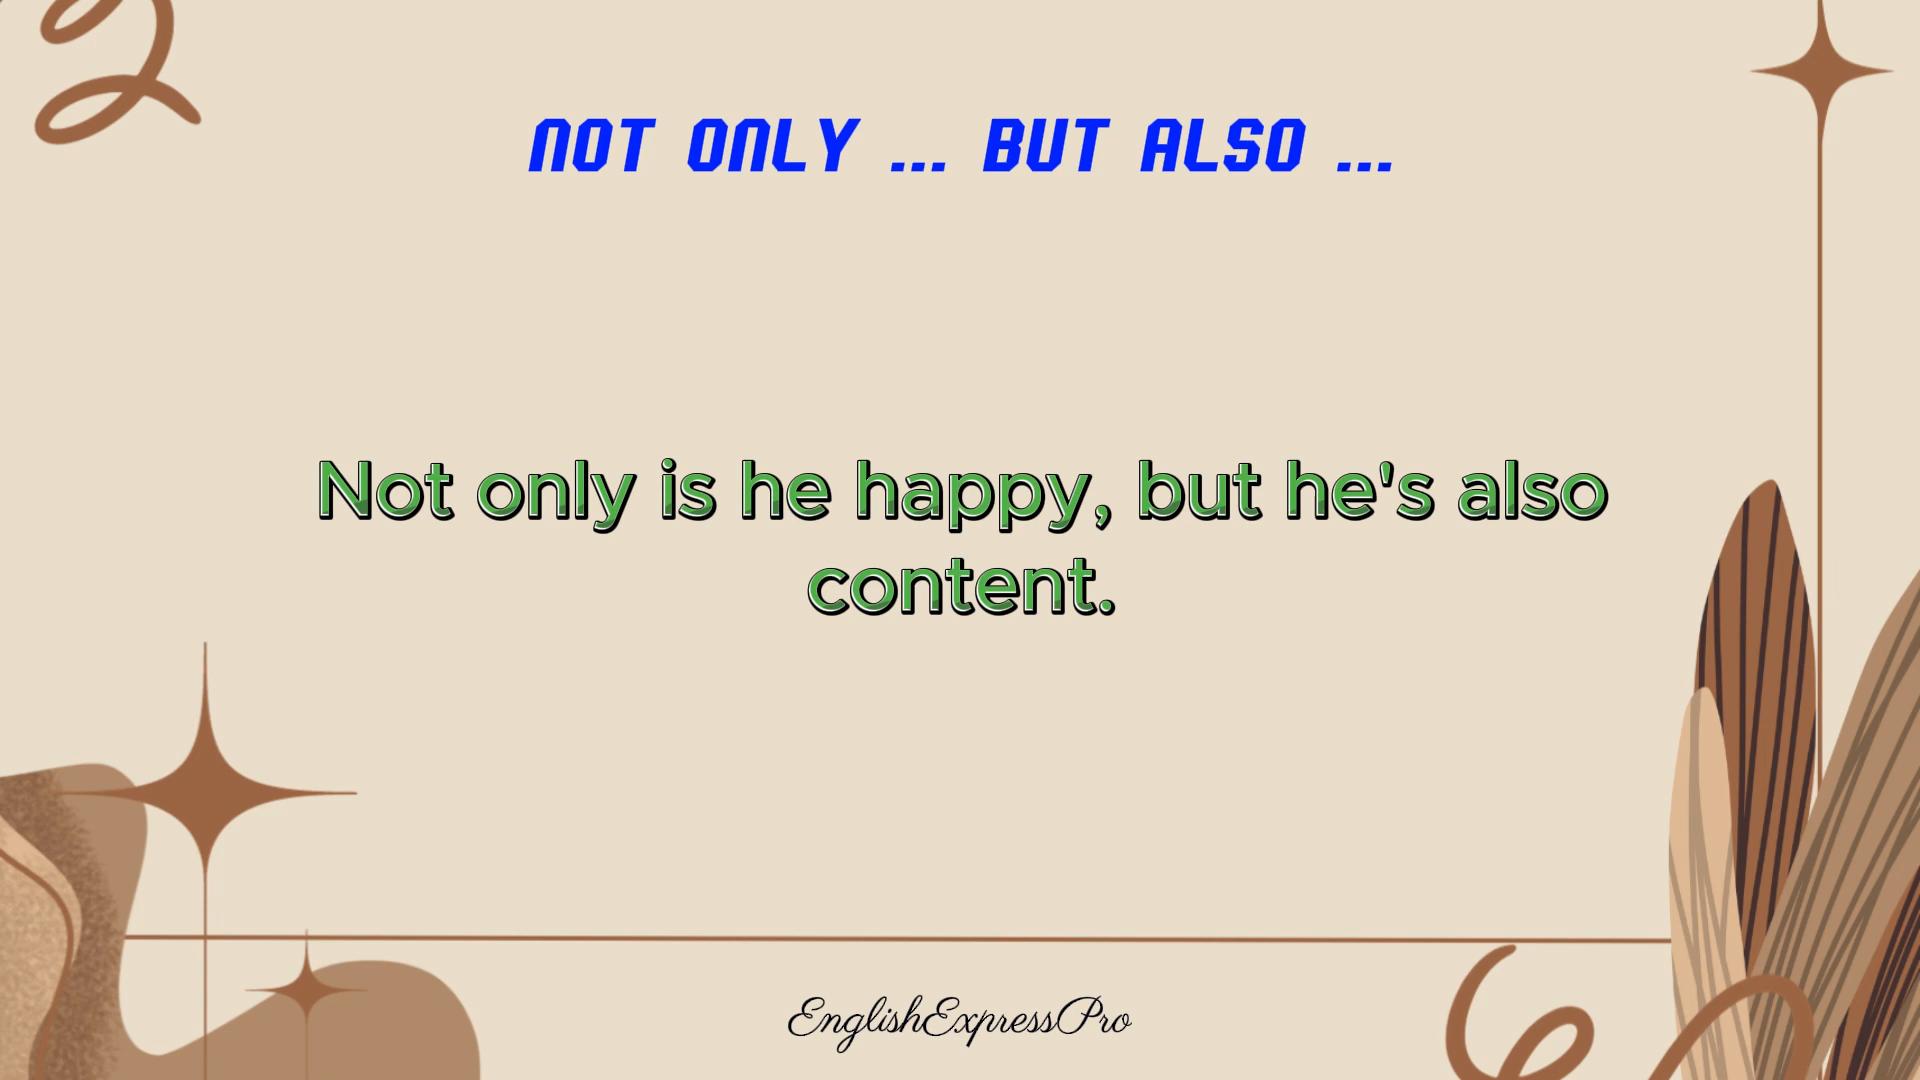 NOT ONLY ... BUT ALSO ...
Not only is he happy, but he's also
content.
EnglishExpressPro